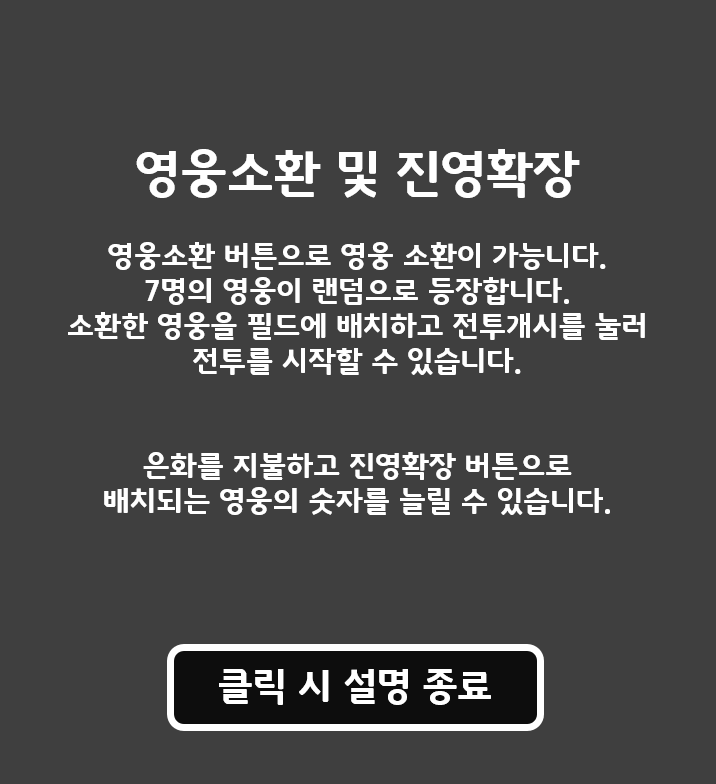 영웅소환 및 진영확장
영웅소환 버튼으로 영웅 소환이 가능니다.
7명의 영웅이 랜덤으로 등장합니다.
소환한 영웅을 필드에 배치하고 전투개시를 눌러
전투를 시작할 수 있습니다.
은화를 지불하고 진영확장 버튼으로
배치되는 영웅의 숫자를 늘릴 수 있습니다.
클릭 시 설명 종료